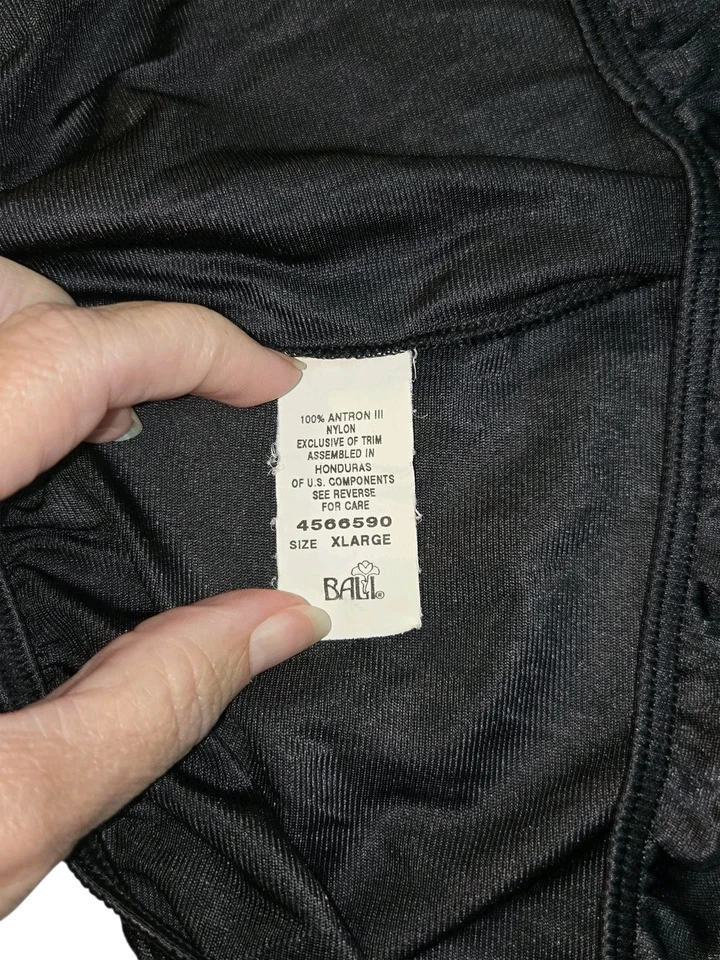 100% ANTRON III
NYLON
EXCLUSIVE OF TRIM
ASSEMBLED IN
HONDURAS
OF U.S. COMPONENTS
SEE REVERSE
FOR CARE
4566590
SIZE XLARGE
BALI®